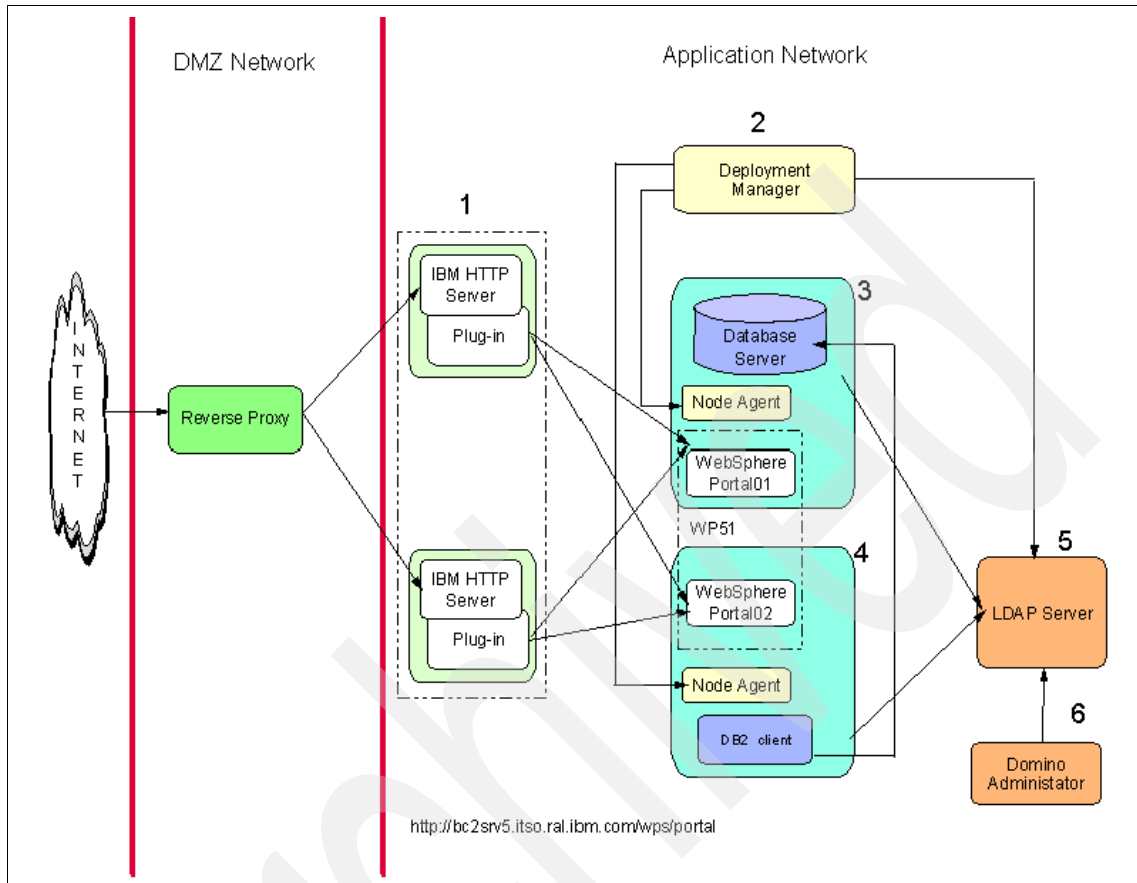 DMZ Network
Application Network
INTERNET
Reverse Proxy
1
IBM HTTP
Server
Plug-in
IBM HTTP
Server
Plug-in
2
Deployment
Manager
3
Database
Server
Node Agent
WebSphere
Portal01
WP51
4
WebSphere
Portal02
Node Agent
DB2 client
5
LDAP Server
6
Domino
Administator
http://bc2srv5.itso.ral.ibm.com/wps/portal